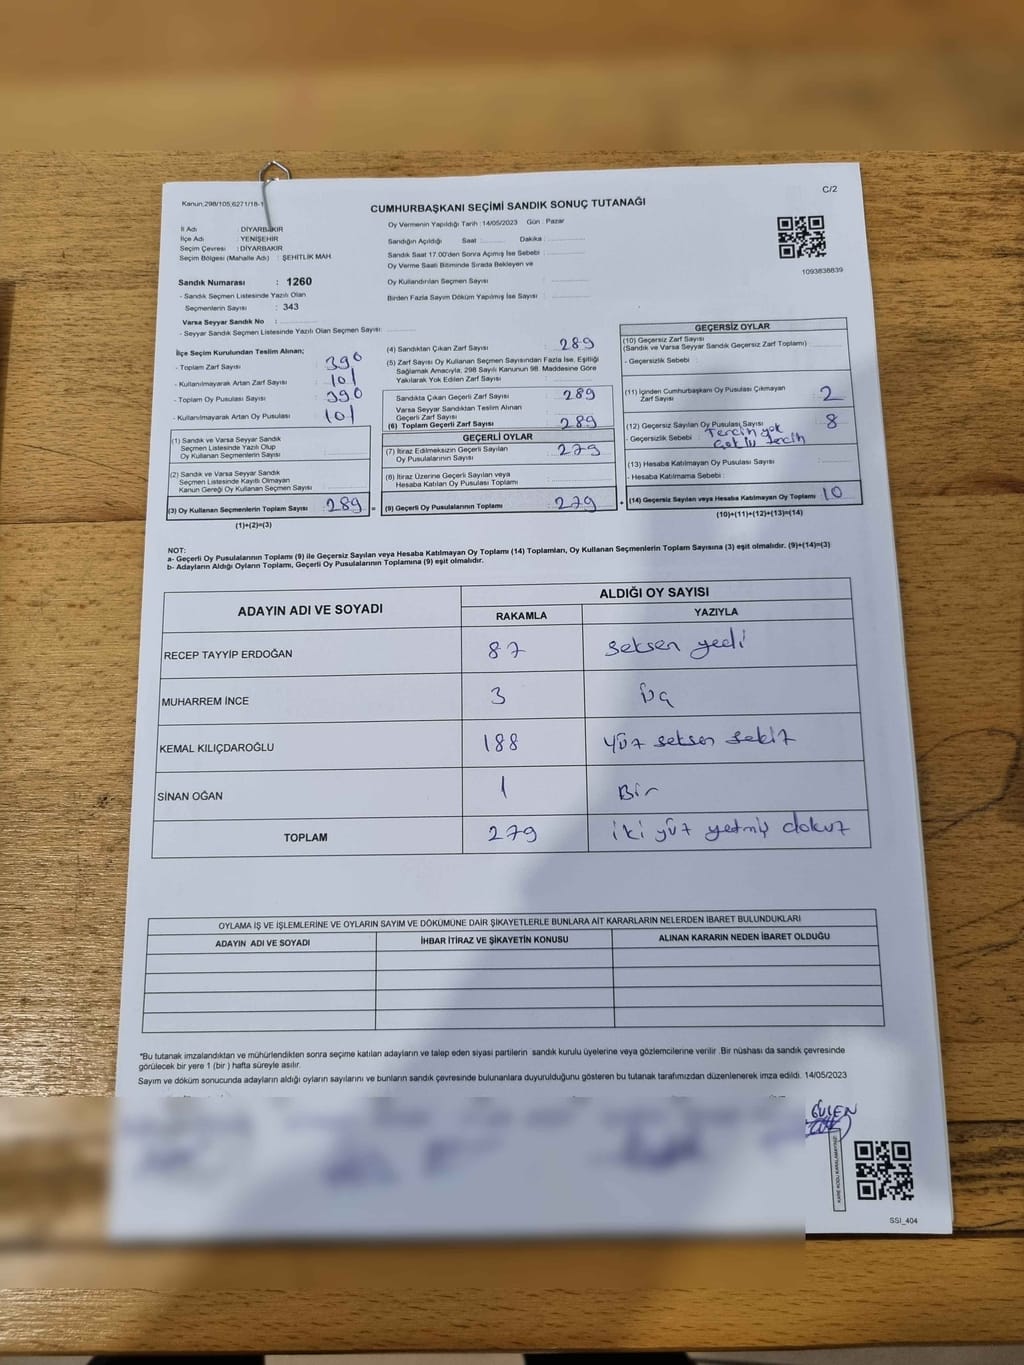 Kanun,298/105,6271/18-1
C/2
CUMHURBAŞKANI SEÇİMİ SANDIK SONUÇ TUTANAĞI
İl Adı : DİYARBAKIR
İlçe Adı : YENİŞEHİR
Seçim Çevresi : DİYARBAKIR
Seçim Bölgesi (Mahalle Adı) : ŞEHİTLİK MAH.
Oy Vermenin Yapıldığı Tarih : 14/05/2023 Gün : Pazar
Sandığın Açıldığı Saat : Dakika :
Sandık Saat 17.00'den Sonra Açımış İse Sebebi :
Oy Verme Saati Bitiminde Sırada Bekleyen ve
Oy Kullandırılan Seçmen Sayısı :
Birden Fazla Sayım Döküm Yapılmış İse Sayısı :
1093838839
Sandık Numarası : 1260
- Sandık Seçmen Listesinde Yazılı Olan
Seçmenlerin Sayısı : 343
Varsa Seyyar Sandık No :
- Seyyar Sandık Seçmen Listesinde Yazılı Olan Seçmen Sayısı:
İlçe Seçim Kurulundan Teslim Alınan;
- Toplam Zarf Sayısı : 390
- Kullanılmayarak Artan Zarf Sayısı : 101
- Toplam Oy Pusulası Sayısı : 390
- Kullanılmayarak Artan Oy Pusulası : 101
(1) Sandık ve Varsa Seyyar Sandık
Seçmen Listesinde Yazılı Olup
Oy Kullanan Seçmenlerin Sayısı :
(2) Sandık ve Varsa Seyyar Sandık
Seçmen Listesinde Kayıtlı Olmayan
Kanun Gereği Oy Kullanan Seçmen Sayısı :
(3) Oy Kullanan Seçmenlerin Toplam Sayısı : 289 =
(1)+(2)=(3)
(4) Sandıktan Çıkan Zarf Sayısı : 289
(5) Zarf Sayısı Oy Kullanan Seçmen Sayısından Fazla İse, Eşitliği
Sağlamak Amacıyla, 298 Sayılı Kanunun 98. Maddesine Göre
Yakılarak Yok Edilen Zarf Sayısı :
Sandıkta Çıkan Geçerli Zarf Sayısı : 289
Varsa Seyyar Sandıktan Teslim Alınan
Geçerli Zarf Sayısı :
(6) Toplam Geçerli Zarf Sayısı : 289
GEÇERLİ OYLAR
(7) İtiraz Edilmeksizin Geçerli Sayılan
Oy Pusulalarının Sayısı : 279
(8) İtiraz Üzerine Geçerli Sayılan veya
Hesaba Katılan Oy Pusulası Toplamı :
(9) Geçerli Oy Pusulalarının Toplamı : 279 +
GEÇERSİZ OYLAR
(10) Geçersiz Zarf Sayısı
(Sandık ve Varsa Seyyar Sandık Geçersiz Zarf Toplamı) :
- Geçersizlik Sebebi :
(11) İçinden Cumhurbaşkanı Oy Pusulası Çıkmayan
Zarf Sayısı : 2
(12) Geçersiz Sayılan Oy Pusulası Sayısı : 8
- Geçersizlik Sebebi : Tercih yok
Çoklu Tercih
(13) Hesaba Katılmayan Oy Pusulası Sayısı :
- Hesaba Katılmama Sebebi :
(14) Geçersiz Sayılan veya Hesaba Katılmayan Oy Toplamı : 10
(10)+(11)+(12)+(13)=(14)
NOT:
a- Geçerli Oy Pusulalarının Toplamı (9) ile Geçersiz Sayılan veya Hesaba Katılmayan Oy Toplamı (14) Toplamları, Oy Kullanan Seçmenlerin Toplam Sayısına (3) eşit olmalıdır. (9)+(14)=(3)
b- Adayların Aldığı Oyların Toplamı, Geçerli Oy Pusulalarının Toplamına (9) eşit olmalıdır.
ADAYIN ADI VE SOYADI ALDIĞI OY SAYISI
RAKAMLA YAZIYLA
RECEP TAYYİP ERDOĞAN 87 Seksen yedi
MUHARREM İNCE 3 Üç
KEMAL KILIÇDAROĞLU 188 Yüz seksen sekiz
SİNAN OĞAN 1 Bir
TOPLAM 279 iki yüz yetmiş dokuz
OYLAMA İŞ VE İŞLEMLERİNE VE OYLARIN SAYIM VE DÖKÜMÜNE DAİR ŞİKAYETLERLE BUNLARA AİT KARARLARIN NELERDEN İBARET BULUNDUKLARI
ADAYIN ADI VE SOYADI İHBAR İTİRAZ VE ŞİKAYETİN KONUSU ALINAN KARARIN NEDEN İBARET OLDUĞU
*Bu tutanak imzalandıktan ve mühürlendikten sonra seçime katılan adayların ve talep eden siyasi partilerin sandık kurulu üyelerine veya gözlemcilerine verilir .Bir nüshası da sandık çevresinde
görülecek bir yere 1 (bir ) hafta süreyle asılır.
Sayım ve döküm sonucunda adayların aldığı oyların sayılarını ve bunların sandık çevresinde bulunanlara duyurulduğunu gösteren bu tutanak tarafımızdan düzenlenerek imza edildi. 14/05/2023
GÜLEN
KARE KODU KARALAMAYINIZ!
SSI_404